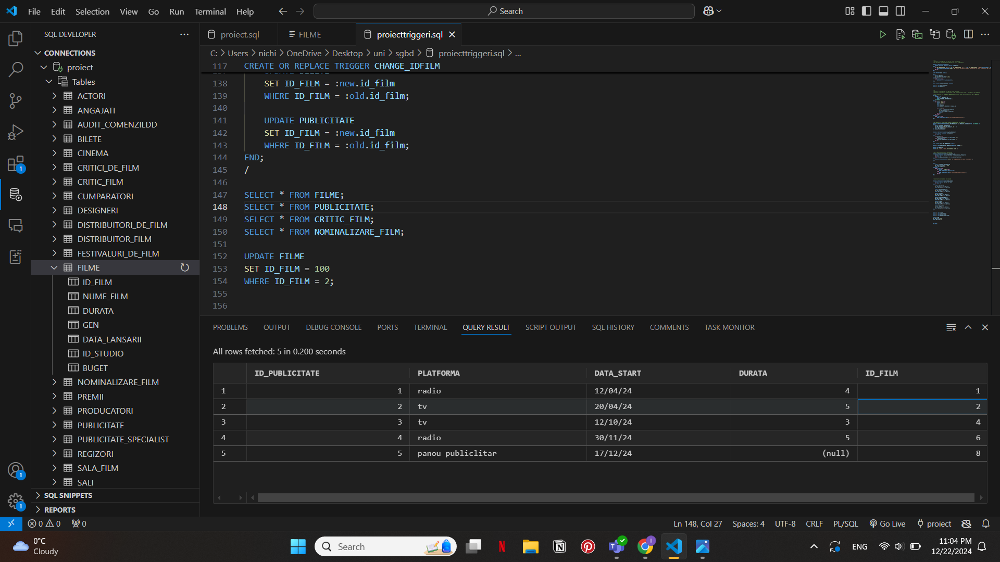 File Edit Selection View Go Run Terminal Help
Search
SQL DEVELOPER
proiect.sql
FILME
proiecttriggeri.sql
C: > Users > nichi > OneDrive > Desktop > uni > sgbd > proiecttriggeri.sql > ...
CONNECTIONS
proiect
Tables
ACTORI
ANGAJATI
AUDIT_COMENZILDD
BILETE
CINEMA
CRITICI_DE_FILM
CRITIC_FILM
CUMPARATORI
DESIGNERI
DISTRIBUITORI_DE_FILM
DISTRIBUITOR_FILM
FESTIVALURI_DE_FILM
FILME
ID_FILM
NUME_FILM
DURATA
GEN
DATA_LANSARII
ID_STUDIO
BUGET
NOMINALIZARE_FILM
PREMII
PRODUCATORI
PUBLICITATE
PUBLICITATE_SPECIALIST
REGIZORI
SALA_FILM
SALI
SQL SNIPPETS
REPORTS
117 CREATE OR REPLACE TRIGGER CHANGE_IDFILM
138 SET ID_FILM = :new.id_film
139 WHERE ID_FILM = :old.id_film;
140
141 UPDATE PUBLICITATE
142 SET ID_FILM = :new.id_film
143 WHERE ID_FILM = :old.id_film;
144 END;
145 /
146
147 SELECT * FROM FILME;
148 SELECT * FROM PUBLICITATE;
149 SELECT * FROM CRITIC_FILM;
150 SELECT * FROM NOMINALIZARE_FILM;
151
152 UPDATE FILME
153 SET ID_FILM = 100
154 WHERE ID_FILM = 2;
155
156
PROBLEMS OUTPUT DEBUG CONSOLE PORTS TERMINAL QUERY RESULT SCRIPT OUTPUT SQL HISTORY COMMENTS TASK MONITOR
All rows fetched: 5 in 0.200 seconds
ID_PUBLICITATE PLATFORMA DATA_START DURATA ID_FILM
1 1 radio 12/04/24 4 1
2 2 tv 20/04/24 5 2
3 3 tv 12/10/24 3 4
4 4 radio 30/11/24 5 6
5 5 panou publiclitar 17/12/24 (null) 8
1
1
1
0 0 0
Ln 148, Col 27 Spaces: 4 UTF-8 CRLF PL/SQL Go Live proiect
0°C
Cloudy
Search
ENG
11:04 PM
12/22/2024